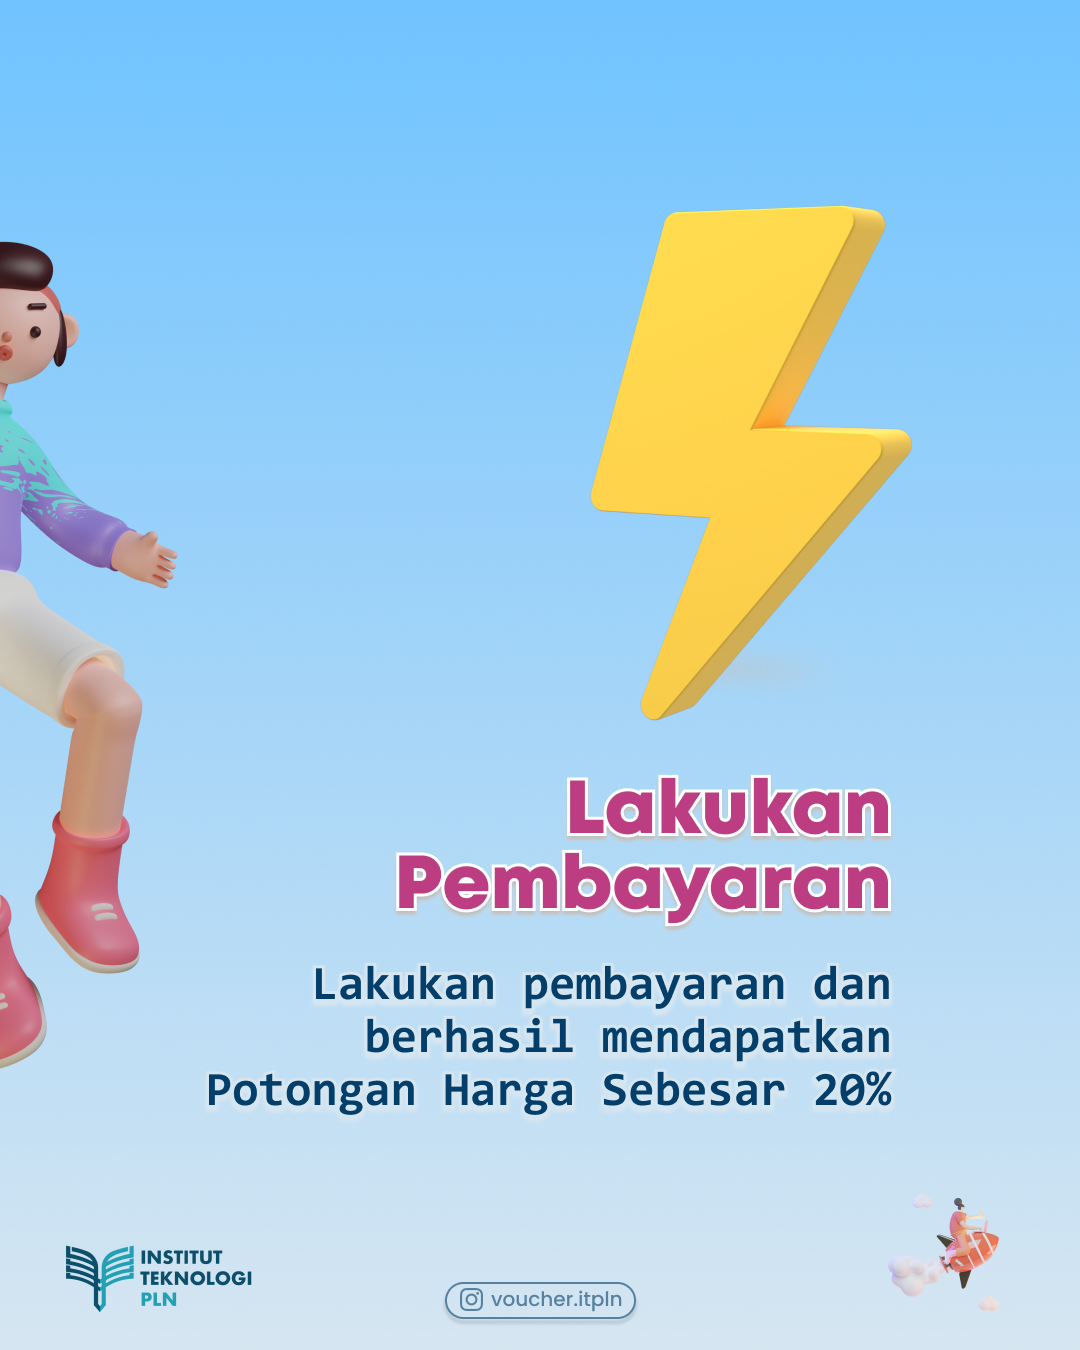 Lakukan
Pembayaran
Lakukan pembayaran dan
berhasil mendapatkan
Potongan Harga Sebesar 20%
INSTITUT
TEKNOLOGI
PLN
voucher.itpln